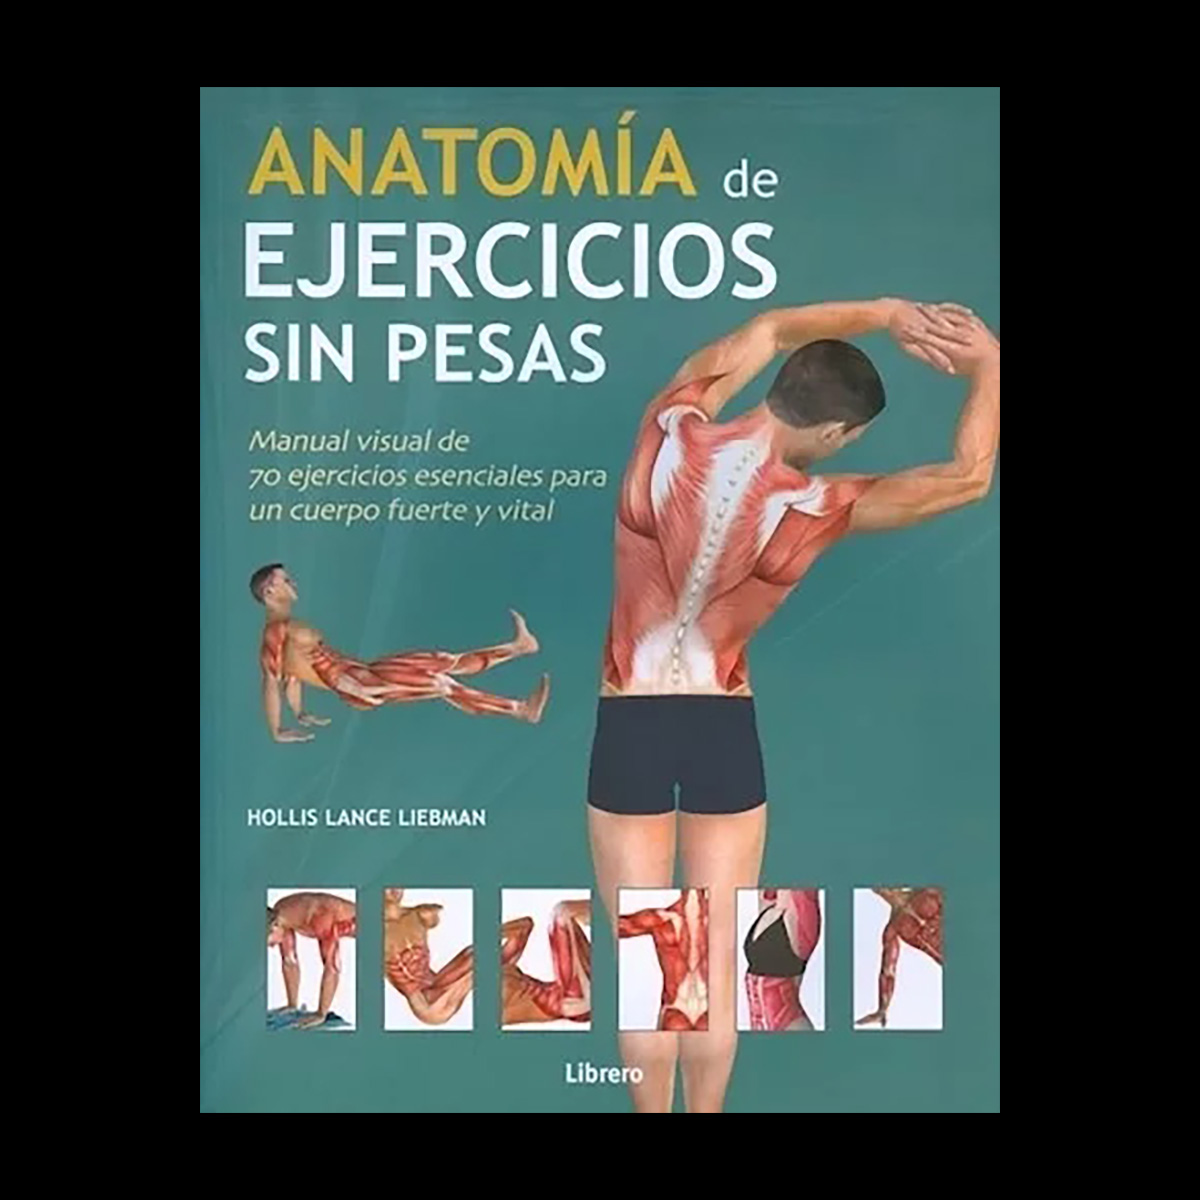 ANATOMÍA de
EJERCICIOS
SIN PESAS
Manual visual de
70 ejercicios esenciales para
un cuerpo fuerte y vital
HOLLIS LANCE LIEBMAN
Librero